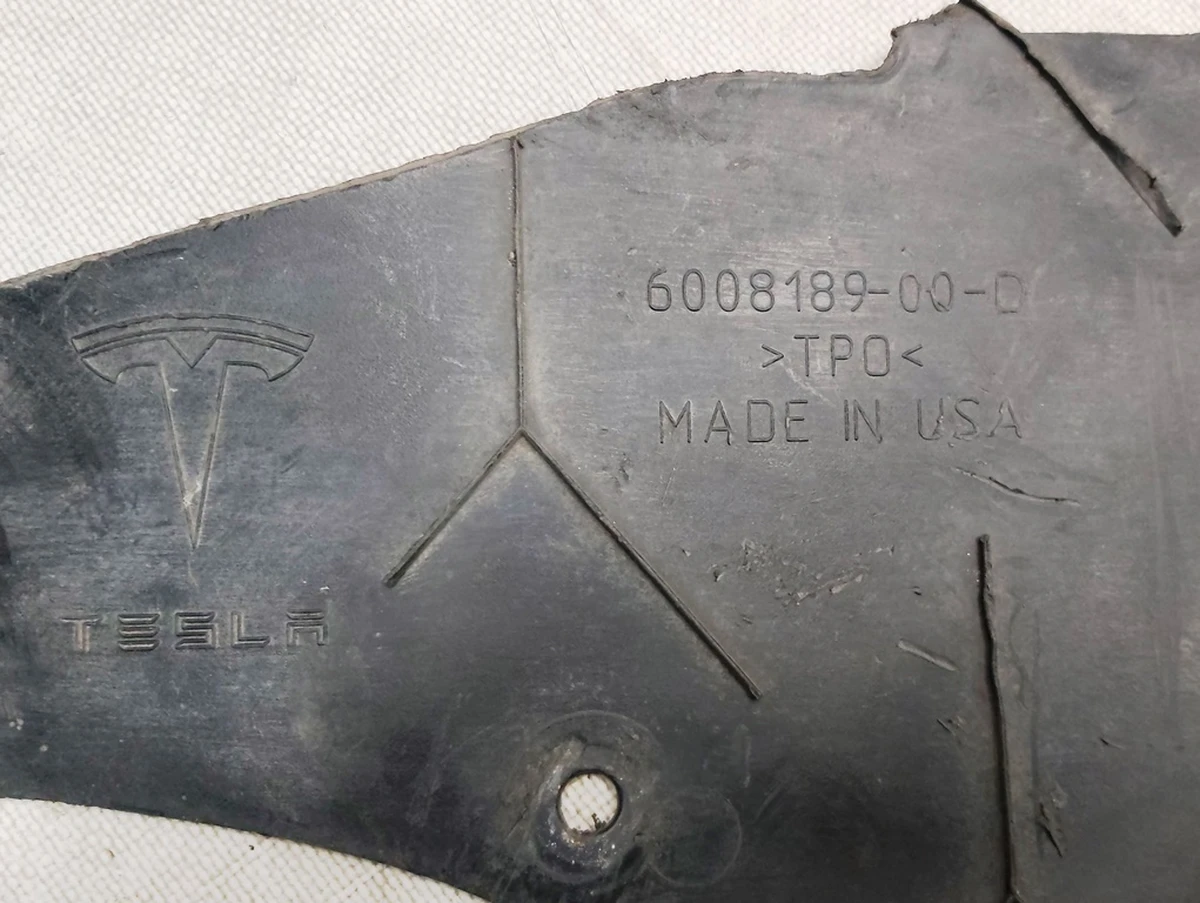 6008189-00-D
>TPO<
MADE IN USA
TESLA